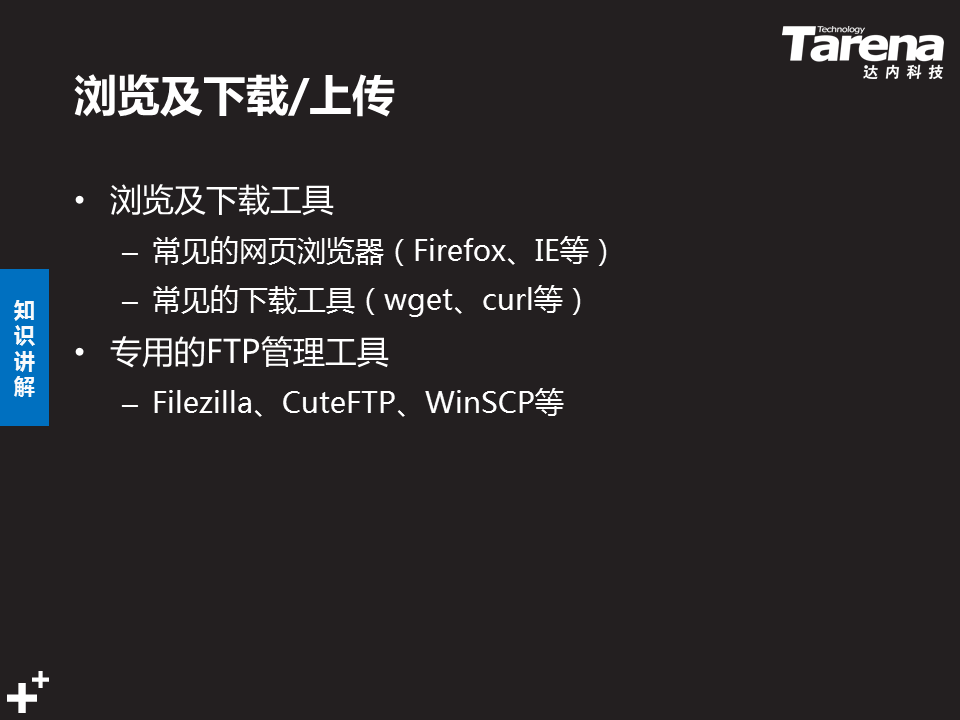 Technology
Tarena
达内科技
浏览及下载/上传
• 浏览及下载工具
– 常见的网页浏览器（Firefox、IE等）
– 常见的下载工具（wget、curl等）
• 专用的FTP管理工具
– Filezilla、CuteFTP、WinSCP等
知识讲解